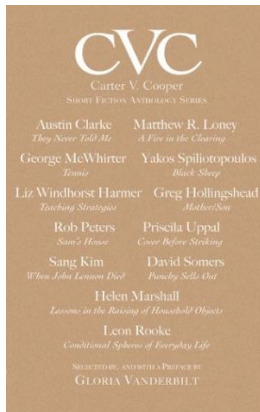 CVC
Carter V. Cooper
SHORT FICTION ANTHOLOGY SERIES
Austin Clarke Matthew R. Loney
They Never Told Me A Fire in the Clearing
George McWhirter Yakos Spiliotopoulos
Tennis Black Sheep
Liz Windhorst Harmer Greg Hollingshead
Teaching Strategies Mother/Son
Rob Peters Priscila Uppal
Sam's House Cover Before Striking
Sang Kim David Somers
When John Lennon Died Punchy Sells Out
Helen Marshall
Lessons in the Raising of Household Objects
Leon Rooke
Conditional Spheres of Everyday Life
SELECTED BY, AND WITH A PREFACE BY
GLORIA VANDERBILT